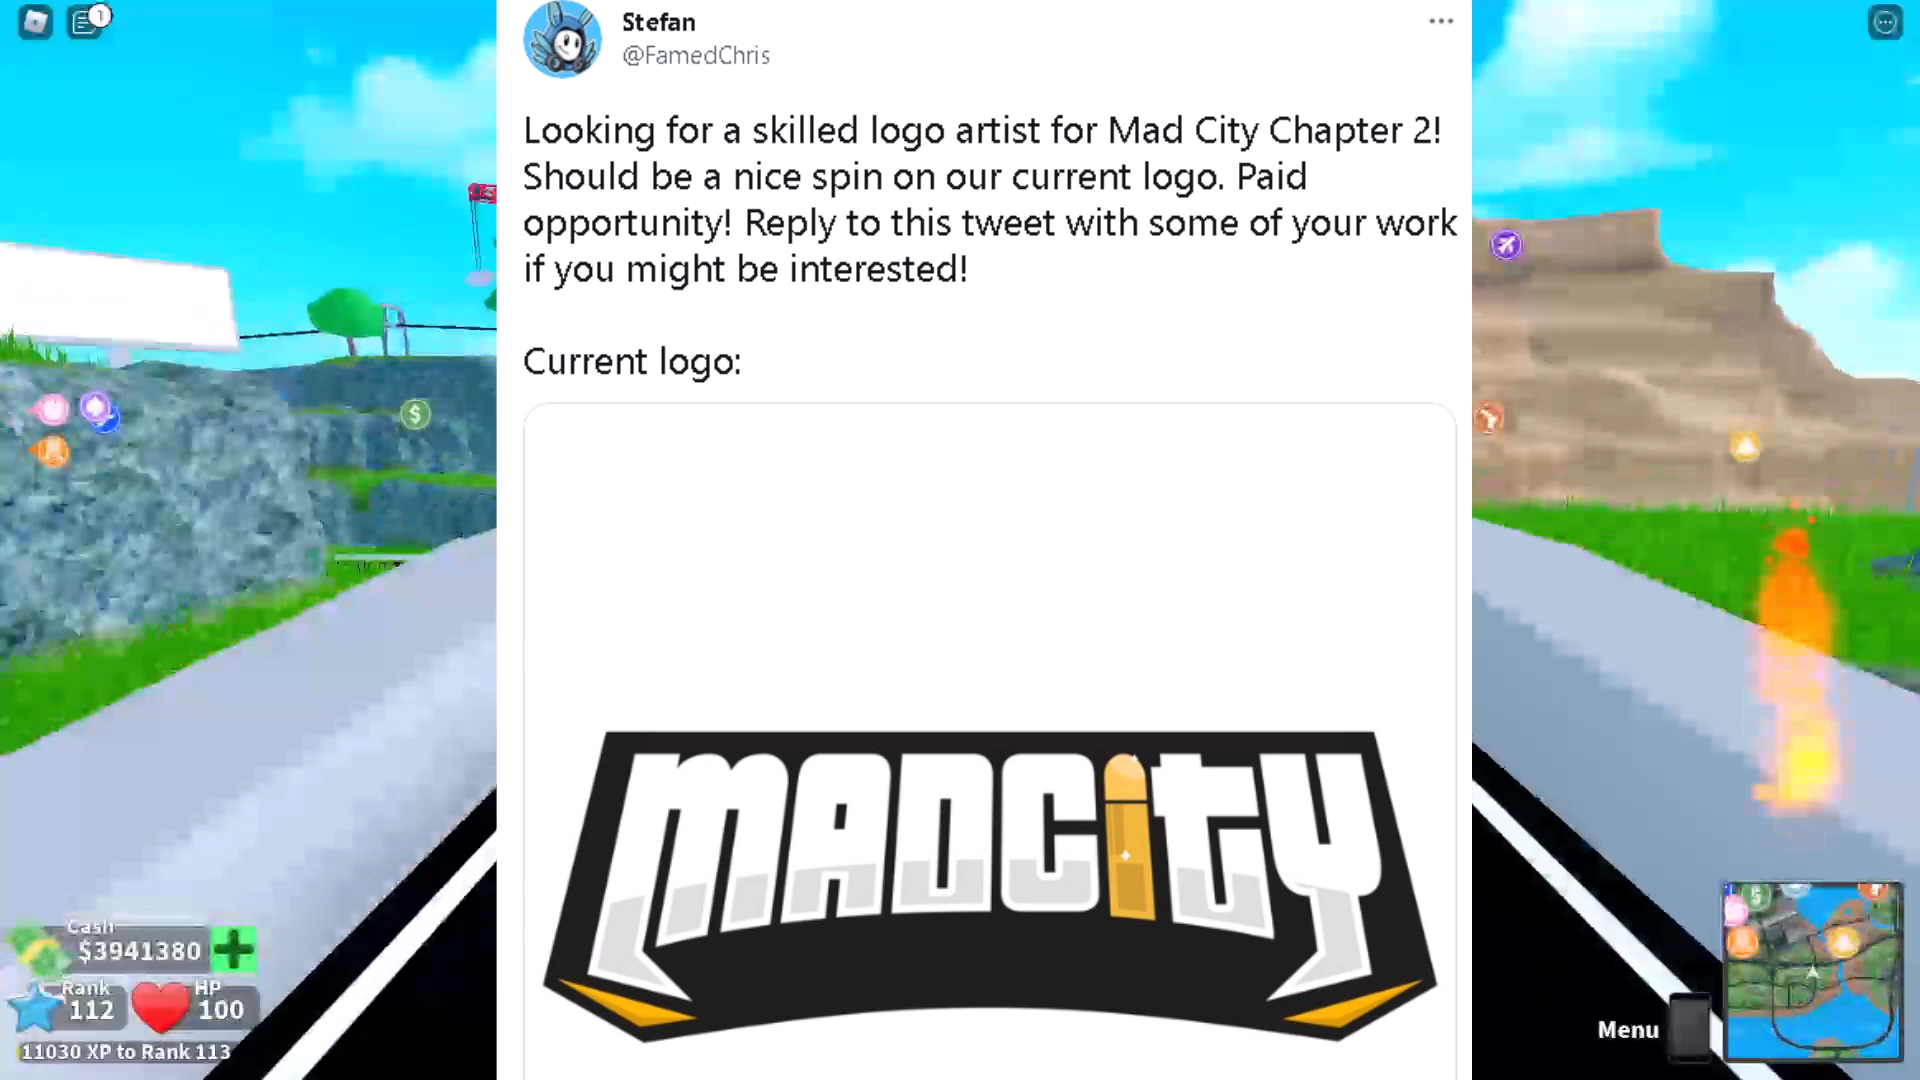 1
Stefan
@FamedChris
Looking for a skilled logo artist for Mad City Chapter 2!
Should be a nice spin on our current logo. Paid
opportunity! Reply to this tweet with some of your work
if you might be interested!
Current logo:
MADCiTY
Cash
$3941380
Rank
112
HP
100
11030 XP to Rank 113
Menu